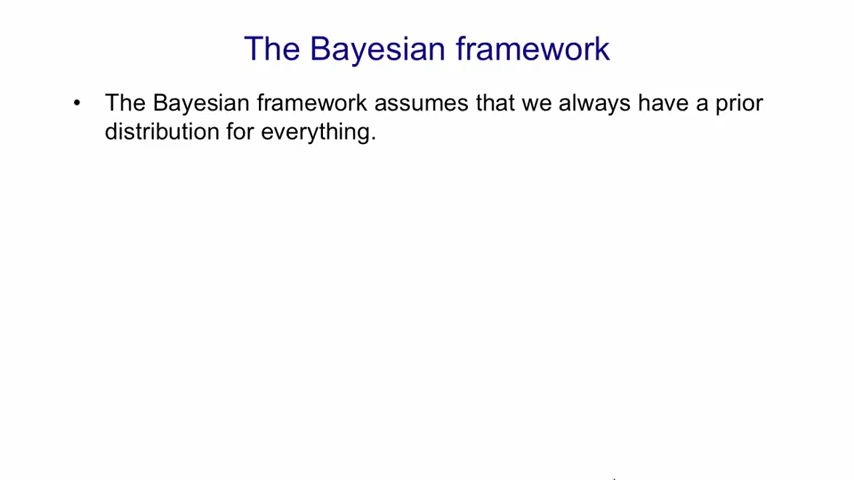 The Bayesian framework
• The Bayesian framework assumes that we always have a prior
distribution for everything.